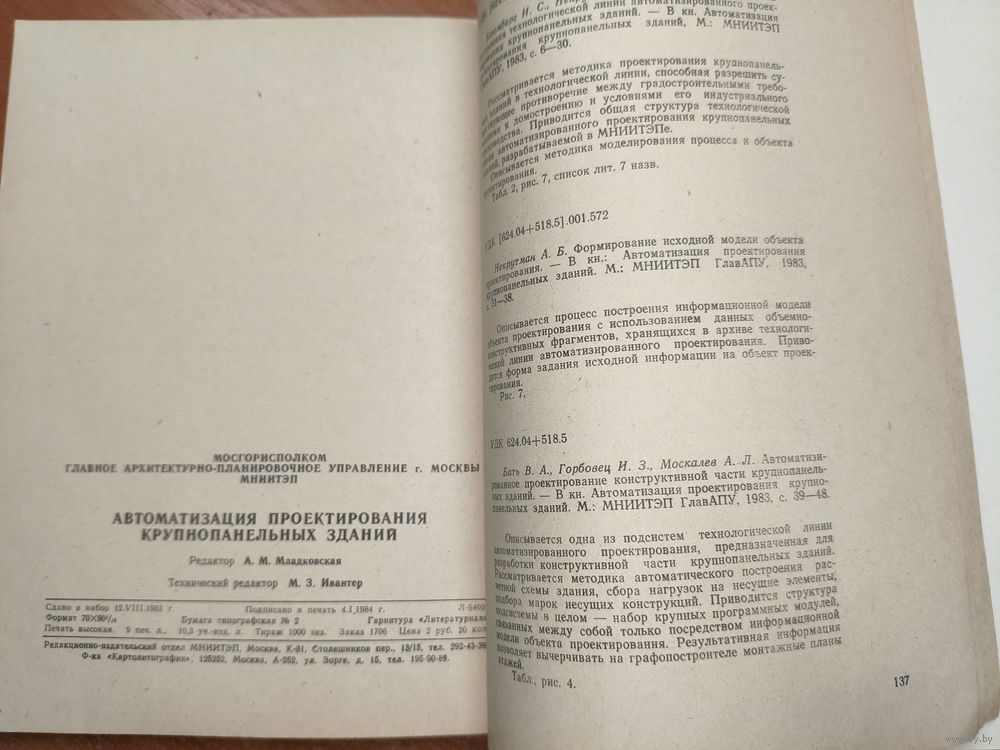 МОСГОРИСПОЛКОМ
ГЛАВНОЕ АРХИТЕКТУРНО-ПЛАНИРОВОЧНОЕ УПРАВЛЕНИЕ г. МОСКВЫ
МНИИТЭП
АВТОМАТИЗАЦИЯ ПРОЕКТИРОВАНИЯ
КРУПНОПАНЕЛЬНЫХ ЗДАНИЙ
Редактор А. М. Младковская
Технический редактор М. З. Ивантер
Сдано в набор 12.VIII.1983 г. Подписано в печать 4.I.1984 г.
Формат 70×90¹/₁₆ Бумага типографская № 2 Гарнитура «Литературная»
Печать высокая. 9 печ. л. 10,3 уч.-изд. л. Тираж 1000 экз. Заказ 1706 Цена 2 руб. 20 коп.
Редакционно-издательский отдел МНИИТЭП, Москва, К-31, Столешников пер., 13/15, тел. 292-43-39
Ф-ка «Картолитография», 125252, Москва, А-252, ул. Зорге, д. 15, тел. 195-90-89.
И. С.,
технологической линии автоматизированного проек-
крупнопанельных зданий. — В кн. Автоматизация
крупнопанельных зданий, М.: МНИИТЭП
1983, с. 6—30.
Рассматривается методика проектирования крупнопанель-
зданий в технологической линии, способная разрешить су-
противоречие между градостроительными требо-
к домостроению и условиями его индустриального
Приводится общая структура технологической
автоматизированного проектирования крупнопанельных
разрабатываемой в МНИИТЭПе.
Описывается методика моделирования процесса и объекта
проектирования.
Табл. 2, рис. 7, список лит. 7 назв.
УДК [624.04+518.5].001.572
Некрутман А. Б. Формирование исходной модели объекта
проектирования. — В кн.: Автоматизация проектирования
крупнопанельных зданий. М.: МНИИТЭП ГлавАПУ, 1983,
с. 31—38.
Описывается процесс построения информационной модели
объекта проектирования с использованием данных объемно-
конструктивных фрагментов, хранящихся в архиве технологи-
ческой линии автоматизированного проектирования. Приво-
дится форма задания исходной информации на объект проек-
тирования.
Рис. 7.
УДК 624.04+518.5
Багь В. А., Горбовец И. З., Москалев А. Л. Автоматизи-
рованное проектирование конструктивной части крупнопанель-
ных зданий. — В кн. Автоматизация проектирования крупно-
панельных зданий. М.: МНИИТЭП ГлавАПУ, 1983, с. 39—48.
Описывается одна из подсистем технологической линии
автоматизированного проектирования, предназначенная для
разработки конструктивной части крупнопанельных зданий.
Рассматривается методика автоматического построения рас-
четной схемы здания, сбора нагрузок на несущие элементы,
подбора марок несущих конструкций. Приводится структура
подсистемы в целом — набор крупных программных модулей,
связанных между собой только посредством информационной
модели объекта проектирования. Результативная информация
позволяет вычерчивать на графопостроителе монтажные планы
этажей.
Табл., рис. 4.
137